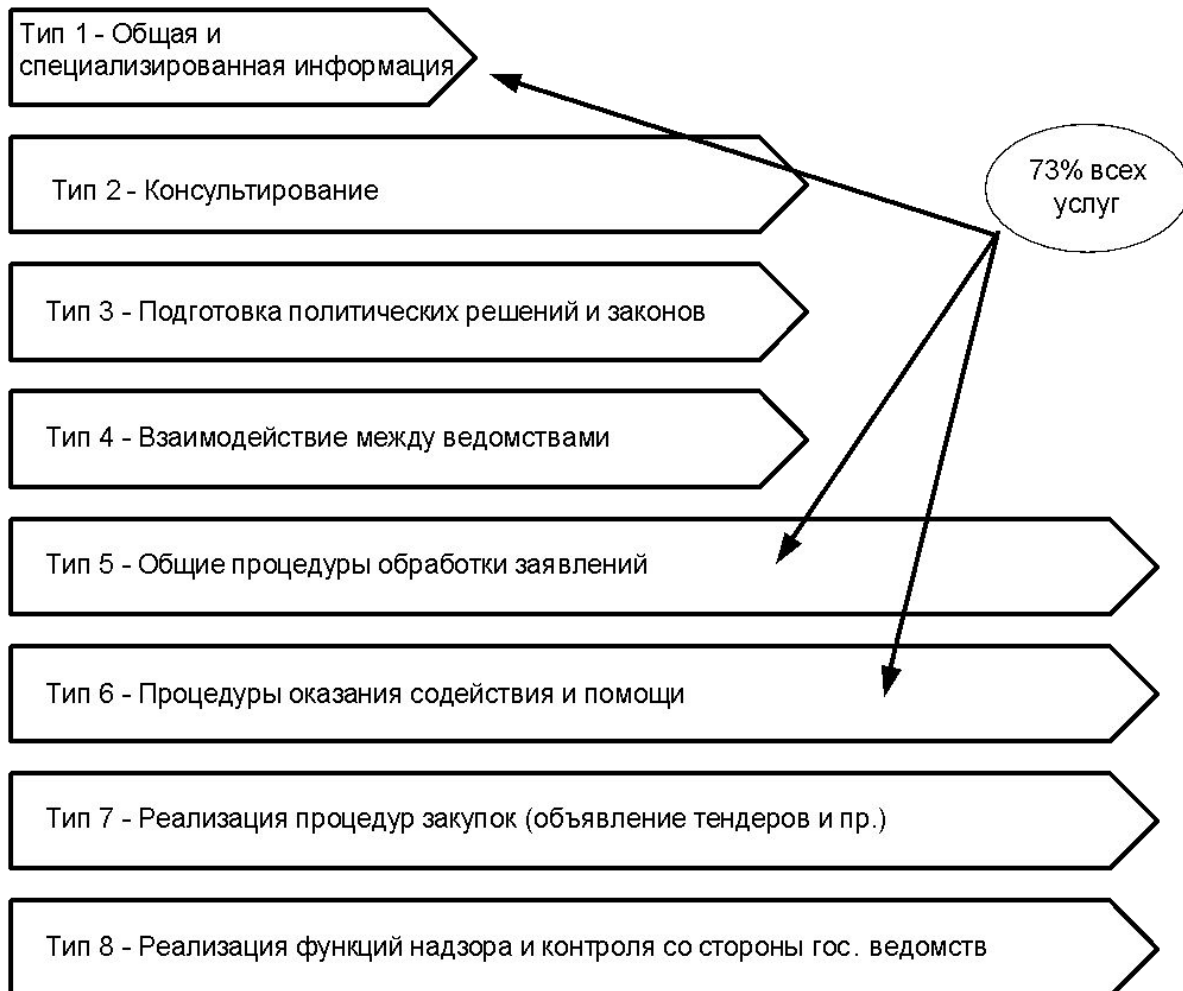 Тип 1 - Общая и
специализированная информация
73% всех
услуг
Тип 2 - Консультирование
Тип 3 - Подготовка политических решений и законов
Тип 4 - Взаимодействие между ведомствами
Тип 5 - Общие процедуры обработки заявлений
Тип 6 - Процедуры оказания содействия и помощи
Тип 7 - Реализация процедур закупок (объявление тендеров и пр.)
Тип 8 - Реализация функций надзора и контроля со стороны гос. ведомств